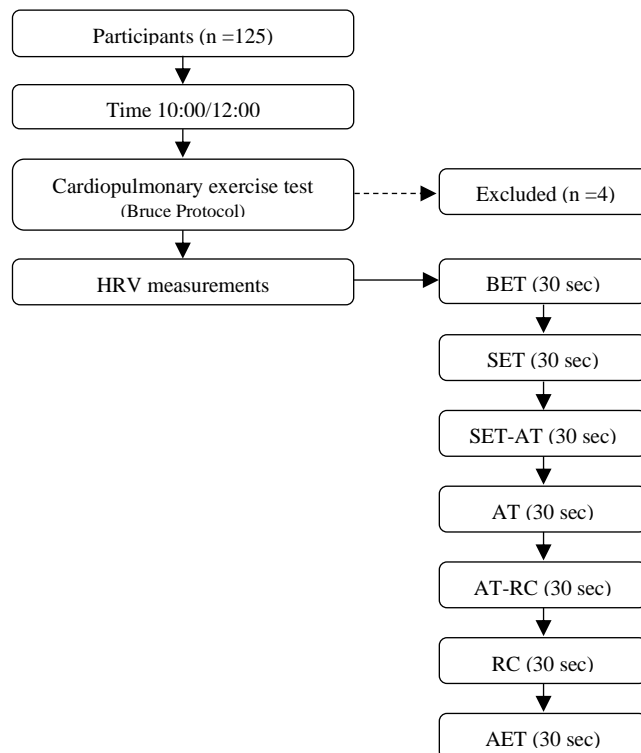 Participants (n =125)
Time 10:00/12:00
Cardiopulmonary exercise test
(Bruce Protocol)
Excluded (n =4)
HRV measurements
BET (30 sec)
SET (30 sec)
SET-AT (30 sec)
AT (30 sec)
AT-RC (30 sec)
RC (30 sec)
AET (30 sec)